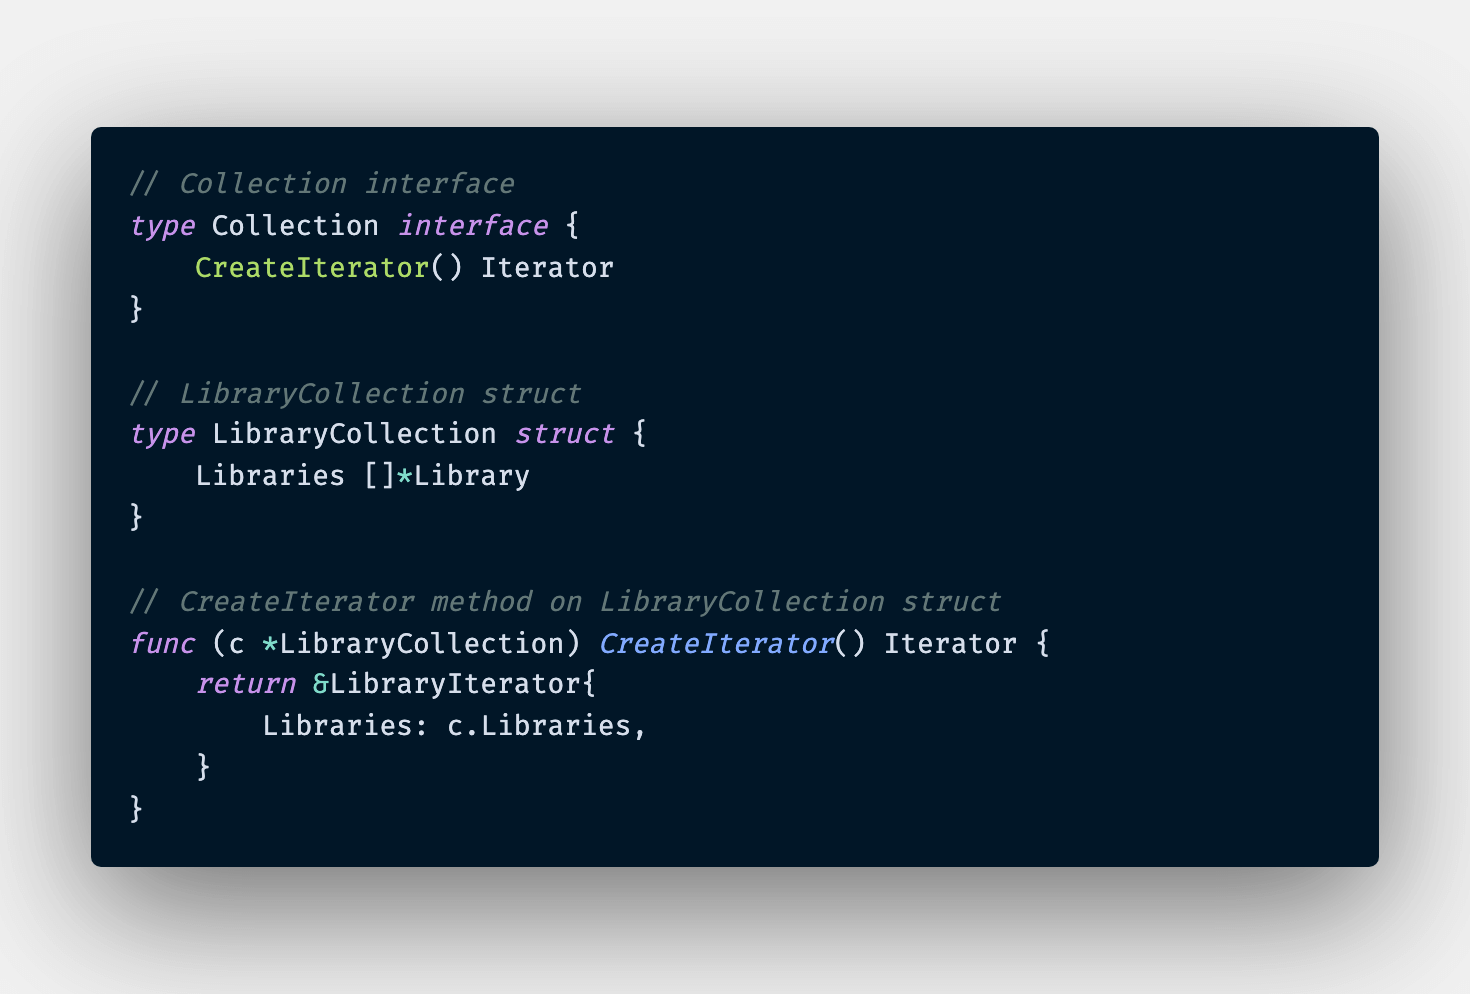 // Collection interface
type Collection interface {
    CreateIterator() Iterator
}

// LibraryCollection struct
type LibraryCollection struct {
    Libraries []*Library
}

// CreateIterator method on LibraryCollection struct
func (c *LibraryCollection) CreateIterator() Iterator {
    return &LibraryIterator{
        Libraries: c.Libraries,
    }
}